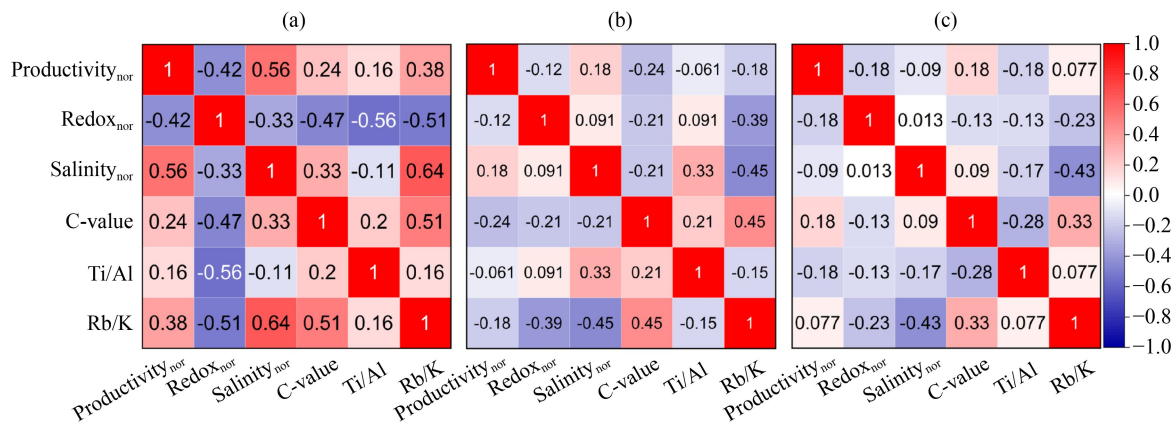 (a) (b) (c)
Productivity_nor 1 -0.42 0.56 0.24 0.16 0.38 1 -0.12 0.18 -0.24 -0.061 -0.18 1 -0.18 -0.09 0.18 -0.18 0.077
Redox_nor -0.42 1 -0.33 -0.47 -0.56 -0.51 -0.12 1 0.091 -0.21 0.091 -0.39 -0.18 1 0.013 -0.13 -0.13 -0.23
Salinity_nor 0.56 -0.33 1 0.33 -0.11 0.64 0.18 0.091 1 -0.21 0.33 -0.45 -0.09 0.013 1 0.09 -0.17 -0.43
C-value 0.24 -0.47 0.33 1 0.2 0.51 -0.24 -0.21 -0.21 1 0.21 0.45 0.18 -0.13 0.09 1 -0.28 0.33
Ti/Al 0.16 -0.56 -0.11 0.2 1 0.16 -0.061 0.091 0.33 0.21 1 -0.15 -0.18 -0.13 -0.17 -0.28 1 0.077
Rb/K 0.38 -0.51 0.64 0.51 0.16 1 -0.18 -0.39 -0.45 0.45 -0.15 1 0.077 -0.23 -0.43 0.33 0.077 1
Productivity_nor Redox_nor Salinity_nor C-value Ti/Al Rb/K Productivity_nor Redox_nor Salinity_nor C-value Ti/Al Rb/K Productivity_nor Redox_nor Salinity_nor C-value Ti/Al Rb/K
1.0
0.8
0.6
0.4
0.2
0.0
-0.2
-0.4
-0.6
-0.8
-1.0